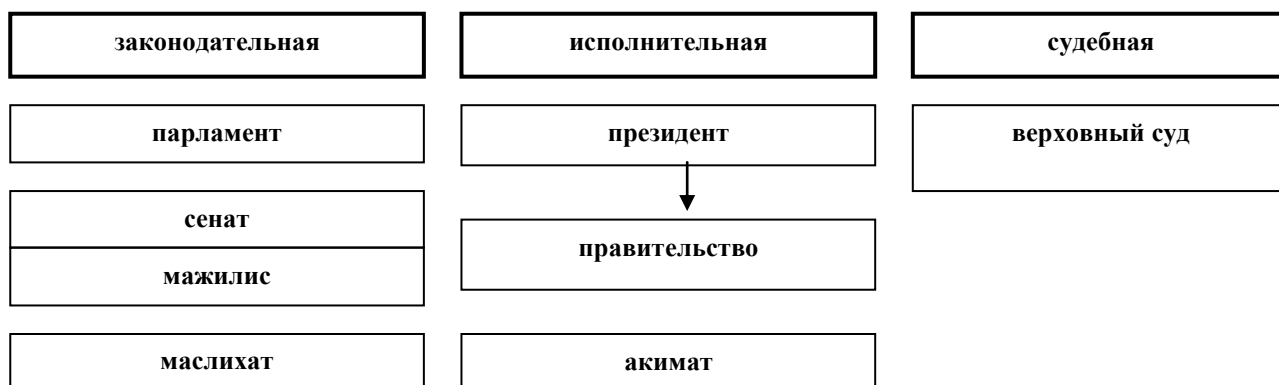 законодательная
исполнительная
судебная
парламент
президент
верховный суд
сенат
правительство
мажилис
маслихат
акимат